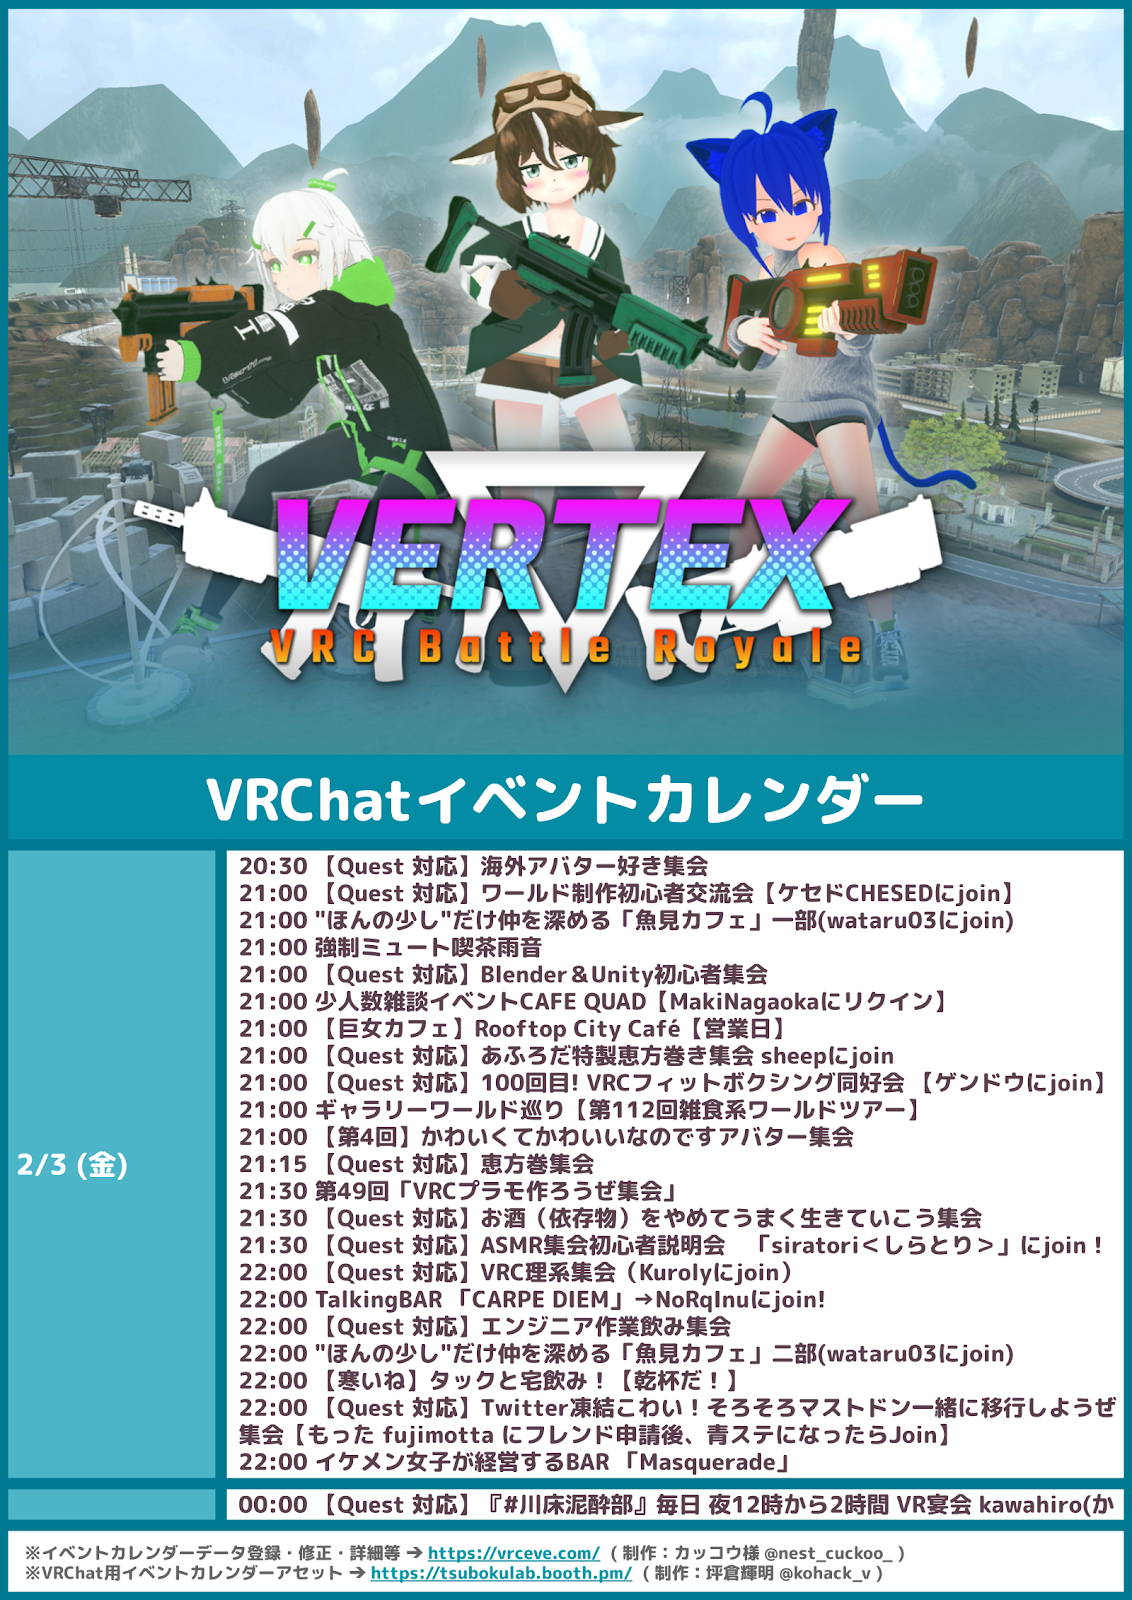 VERTEX
VRC Battle Royale
VRChatイベントカレンダー
2/3 (金)
20:30 【Quest 対応】海外アバター好き集会
21:00 【Quest 対応】ワールド制作初心者交流会【ケセドCHESEDにjoin】
21:00 "ほんの少し"だけ仲を深める「魚見カフェ」一部(wataru03にjoin)
21:00 強制ミュート喫茶雨音
21:00 【Quest 対応】Blender＆Unity初心者集会
21:00 少人数雑談イベントCAFE QUAD【MakiNagaokaにリクイン】
21:00 【巨女カフェ】Rooftop City Café【営業日】
21:00 【Quest 対応】あふろだ特製恵方巻き集会 sheepにjoin
21:00 【Quest 対応】100回目! VRCフィットボクシング同好会 【ゲンドウにjoin】
21:00 ギャラリーワールド巡り【第112回雑食系ワールドツアー】
21:00 【第4回】かわいくてかわいいなのですアバター集会
21:15 【Quest 対応】恵方巻集会
21:30 第49回「VRCプラモ作ろうぜ集会」
21:30 【Quest 対応】お酒（依存物）をやめてうまく生きていこう集会
21:30 【Quest 対応】ASMR集会初心者説明会　「siratori＜しらとり＞」にjoin！
22:00 【Quest 対応】VRC理系集会（Kurolyにjoin）
22:00 TalkingBAR 「CARPE DIEM」→NoRqInuにjoin!
22:00 【Quest 対応】エンジニア作業飲み集会
22:00 "ほんの少し"だけ仲を深める「魚見カフェ」二部(wataru03にjoin)
22:00 【寒いね】タックと宅飲み！【乾杯だ！】
22:00 【Quest 対応】Twitter凍結こわい！そろそろマストドン一緒に移行しようぜ
集会【もった fujimotta にフレンド申請後、青ステになったらJoin】
22:00 イケメン女子が経営するBAR 「Masquerade」
00:00 【Quest 対応】『#川床泥酔部』毎日 夜12時から2時間 VR宴会 kawahiro(か
※イベントカレンダーデータ登録・修正・詳細等 → https://vrceve.com/ ( 制作：カッコウ様 @nest_cuckoo_ )
※VRChat用イベントカレンダーアセット → https://tsubokulab.booth.pm/ ( 制作：坪倉輝明 @kohack_v )